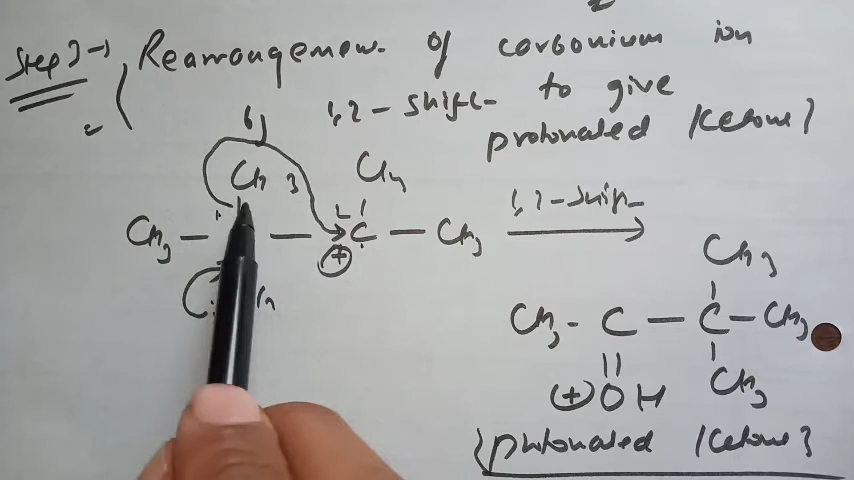 Step 3 → Rearrangement of carbonium ion
1,2-shift to give
protonated ketone}
CH3 CH3
CH3 — — C — CH3 1,2-shift
⊕
CH3
CH3 - C — C — CH3
|| CH3
⊕OH
{protonated ketone}